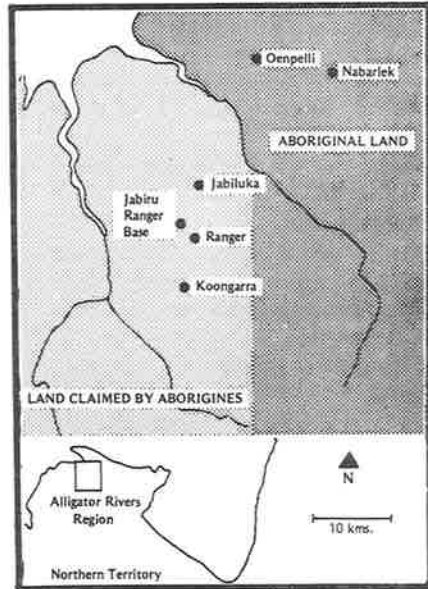 Oenpelli
Nabarlek
ABORIGINAL LAND
Jabiluka
Jabiru
Ranger
Base
Ranger
Koongarra
LAND CLAIMED BY ABORIGINES
Alligator Rivers
Region
N
10 kms.
Northern Territory